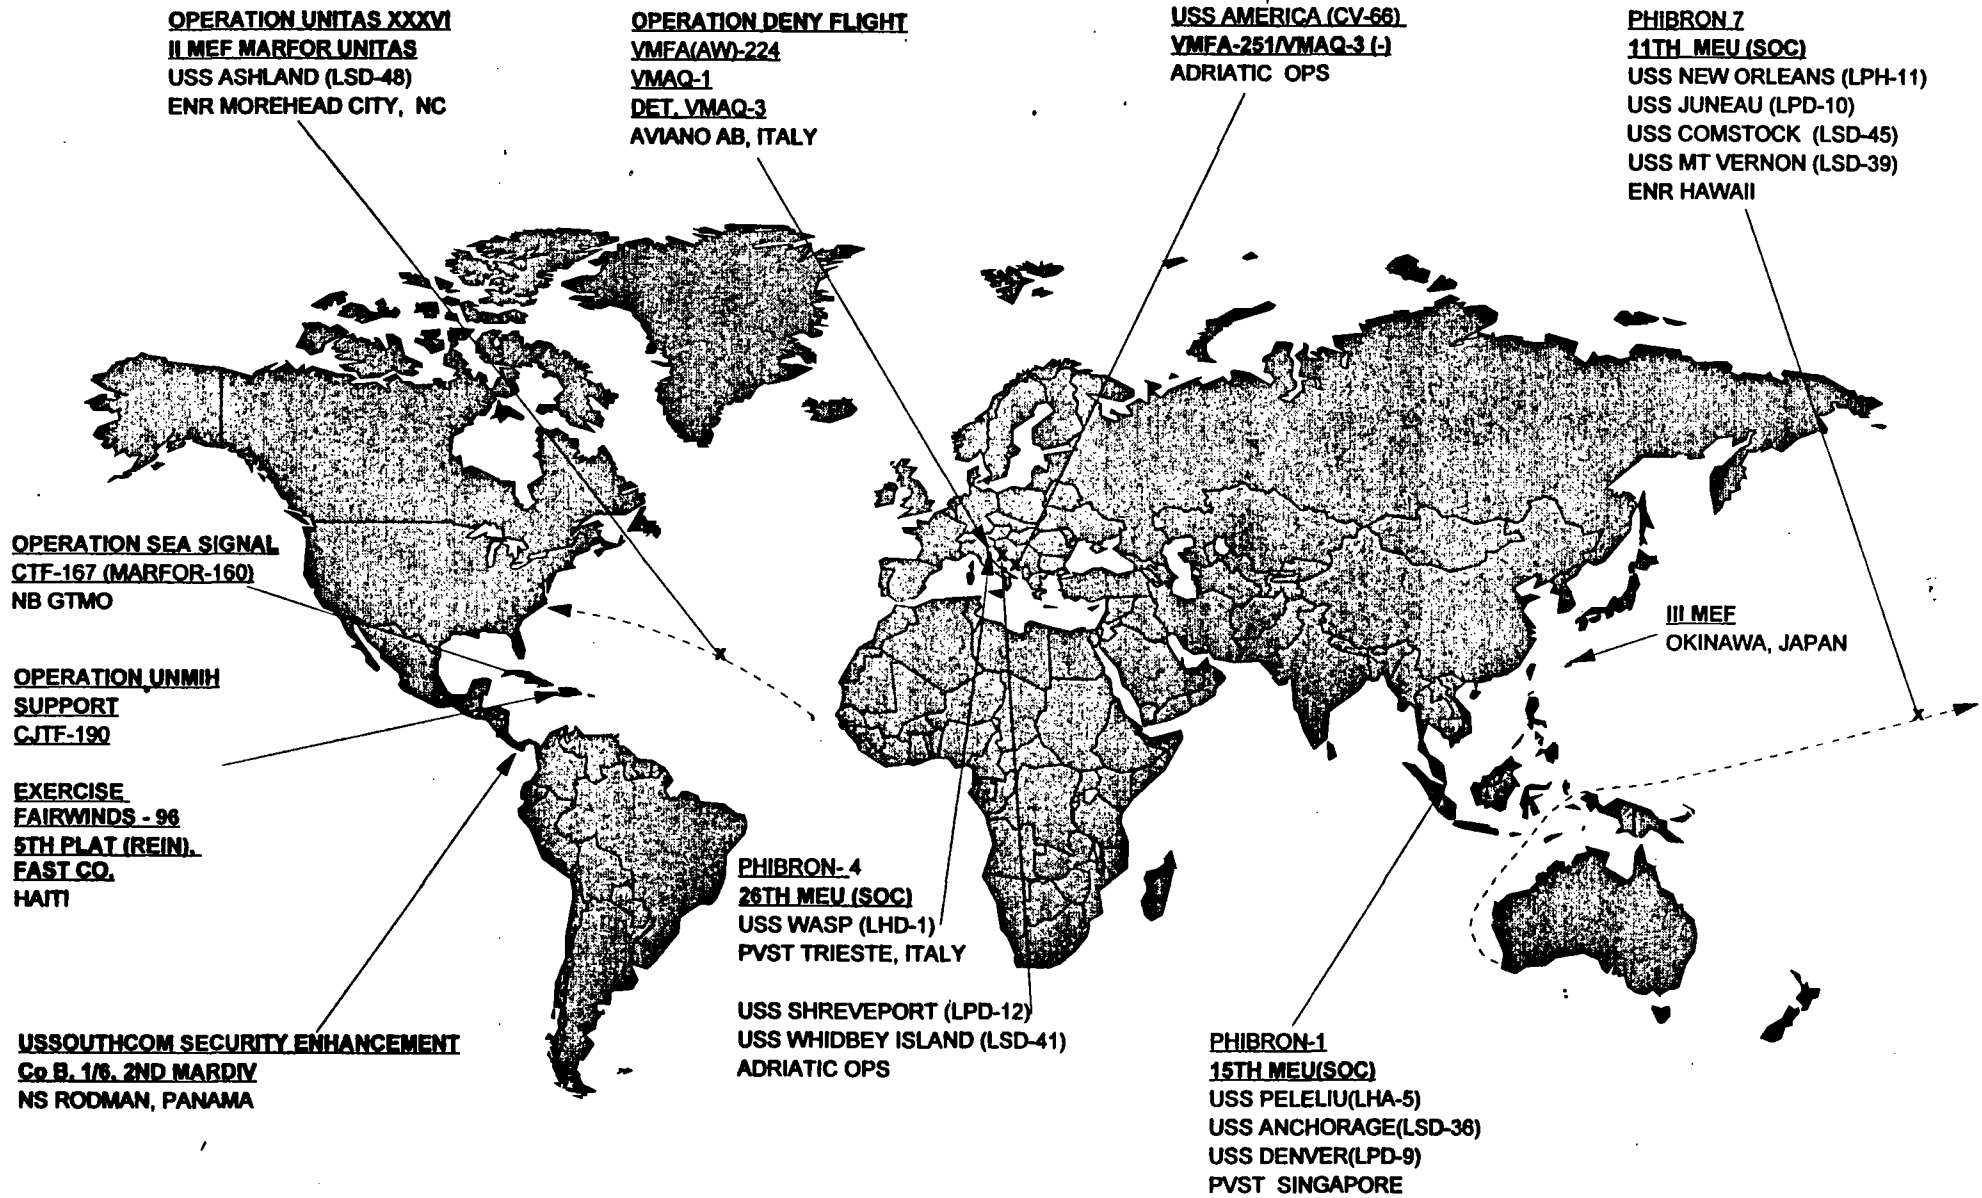 OPERATION UNITAS XXXVI
II MEF MARFOR UNITAS
USS ASHLAND (LSD-48)
ENR MOREHEAD CITY, NC
OPERATION DENY FLIGHT
VMFA(AW)-224
VMAQ-1
DET. VMAQ-3
AVIANO AB, ITALY
USS AMERICA (CV-66)
VMFA-251/VMAQ-3 (-)
ADRIATIC OPS
PHIBRON 7
11TH MEU (SOC)
USS NEW ORLEANS (LPH-11)
USS JUNEAU (LPD-10)
USS COMSTOCK (LSD-45)
USS MT VERNON (LSD-39)
ENR HAWAII
OPERATION SEA SIGNAL
CTF-167 (MARFOR-160)
NB GTMO
OPERATION UNMIH
SUPPORT
CJTF-190
EXERCISE
FAIRWINDS - 96
5TH PLAT (REIN),
FAST CO.
HAITI
USSOUTHCOM SECURITY ENHANCEMENT
Co B, 1/6, 2ND MARDIV
NS RODMAN, PANAMA
PHIBRON- 4
26TH MEU (SOC)
USS WASP (LHD-1)
PVST TRIESTE, ITALY
USS SHREVEPORT (LPD-12)
USS WHIDBEY ISLAND (LSD-41)
ADRIATIC OPS
III MEF
OKINAWA, JAPAN
PHIBRON-1
15TH MEU(SOC)
USS PELELIU(LHA-5)
USS ANCHORAGE(LSD-36)
USS DENVER(LPD-9)
PVST SINGAPORE
x
x